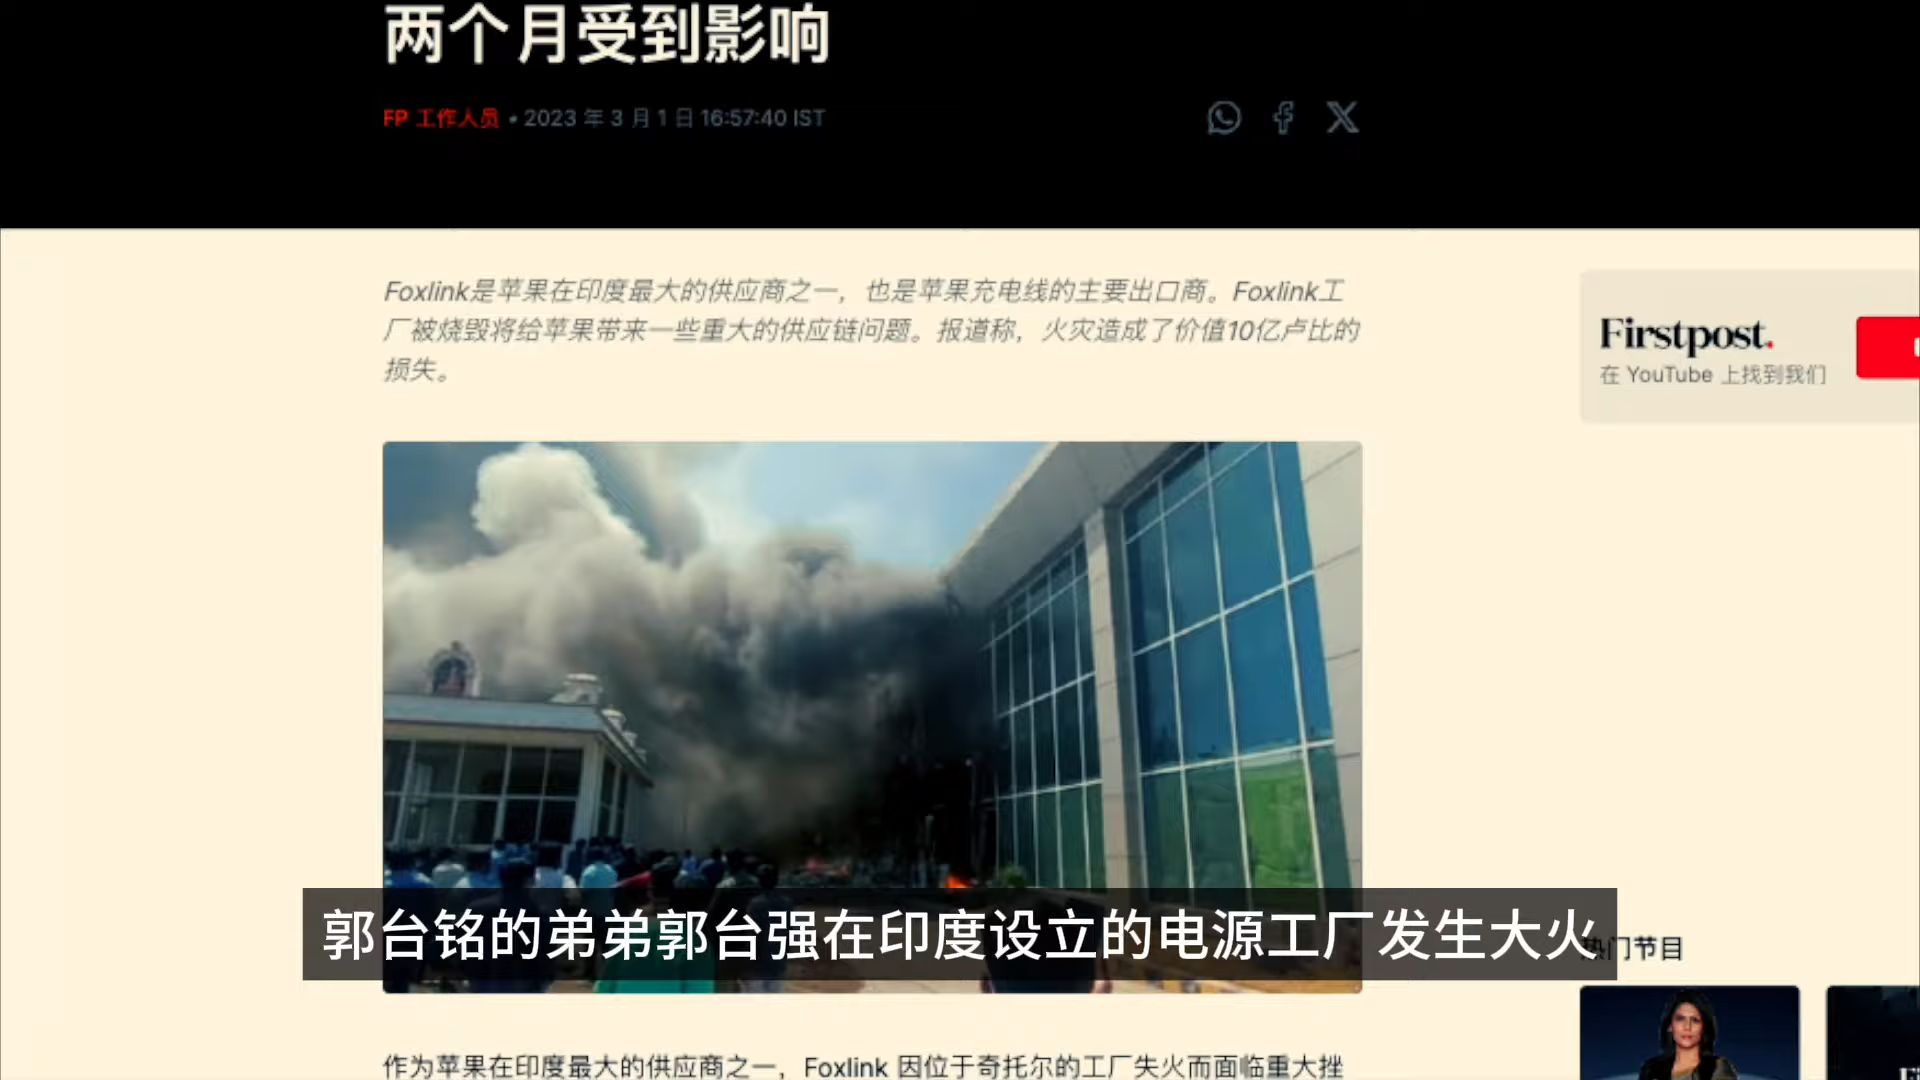 两个月受到影响
FP 工作人员 • 2023 年 3 月 1 日 16:57:40 IST
Foxlink是苹果在印度最大的供应商之一，也是苹果充电线的主要出口商。Foxlink工
厂被烧毁将给苹果带来一些重大的供应链问题。报道称，火灾造成了价值10亿卢比的
损失。
Firstpost.
在 YouTube 上找到我们
郭台铭的弟弟郭台强在印度设立的电源工厂发生大火
热门节目
作为苹果在印度最大的供应商之一，Foxlink 因位于奇托尔的工厂失火而面临重大挫